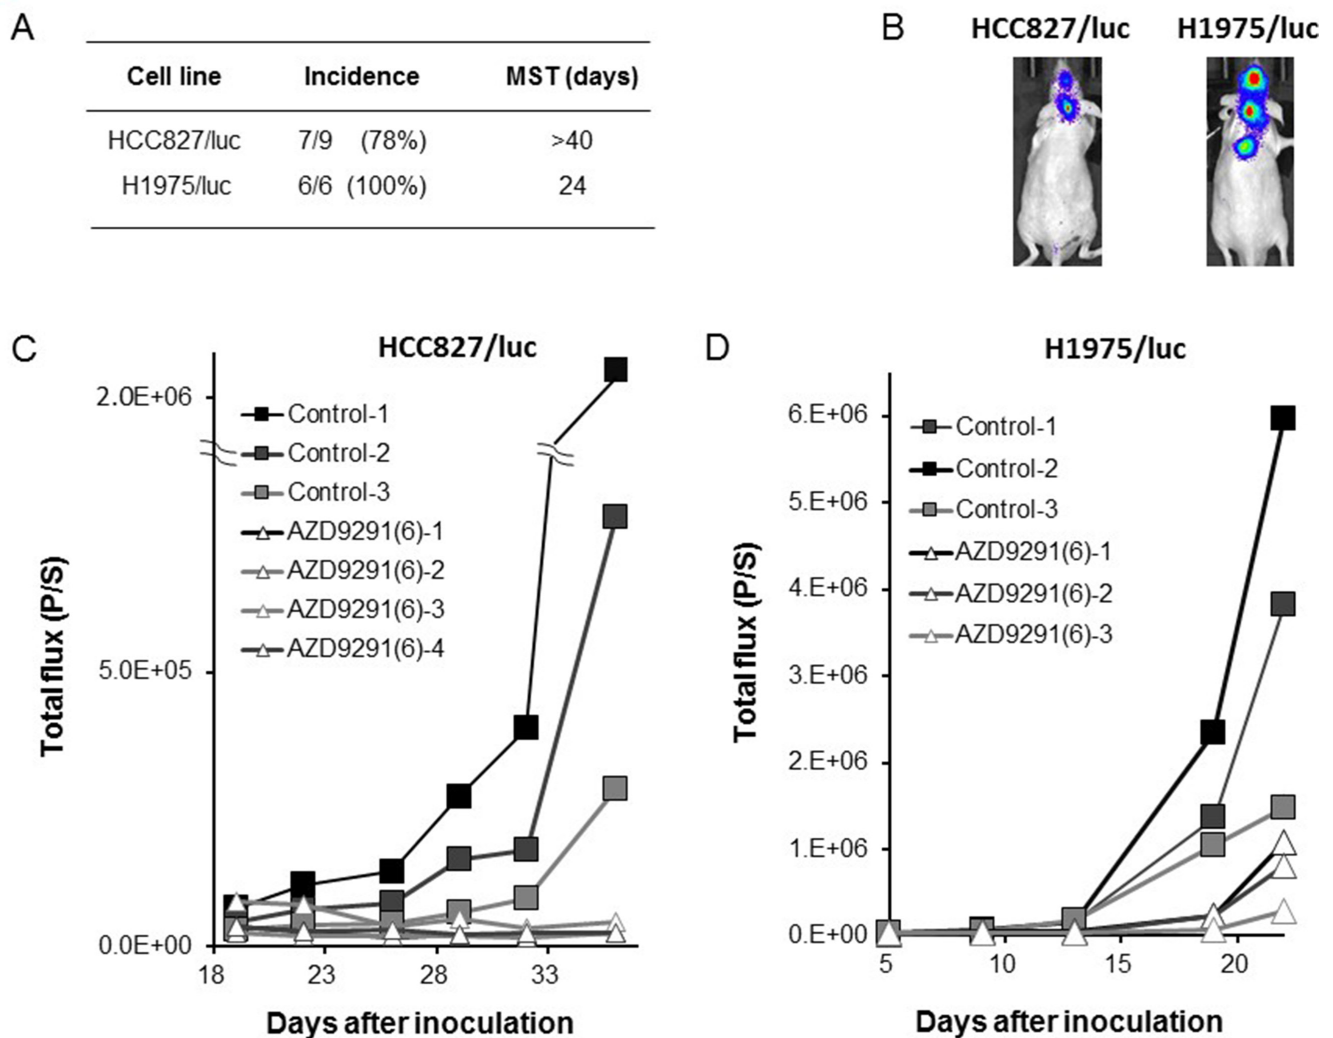 A
Cell line Incidence MST (days)
HCC827/luc 7/9 (78%) >40
H1975/luc 6/6 (100%) 24
B
HCC827/luc H1975/luc
C
HCC827/luc
2.0E+06
5.0E+05
0.0E+00
Total flux (P/S)
Control-1
Control-2
Control-3
AZD9291(6)-1
AZD9291(6)-2
AZD9291(6)-3
AZD9291(6)-4
18 23 28 33
Days after inoculation
D
H1975/luc
6.E+06
5.E+06
4.E+06
3.E+06
2.E+06
1.E+06
0.E+00
Total flux (P/S)
Control-1
Control-2
Control-3
AZD9291(6)-1
AZD9291(6)-2
AZD9291(6)-3
5 10 15 20
Days after inoculation